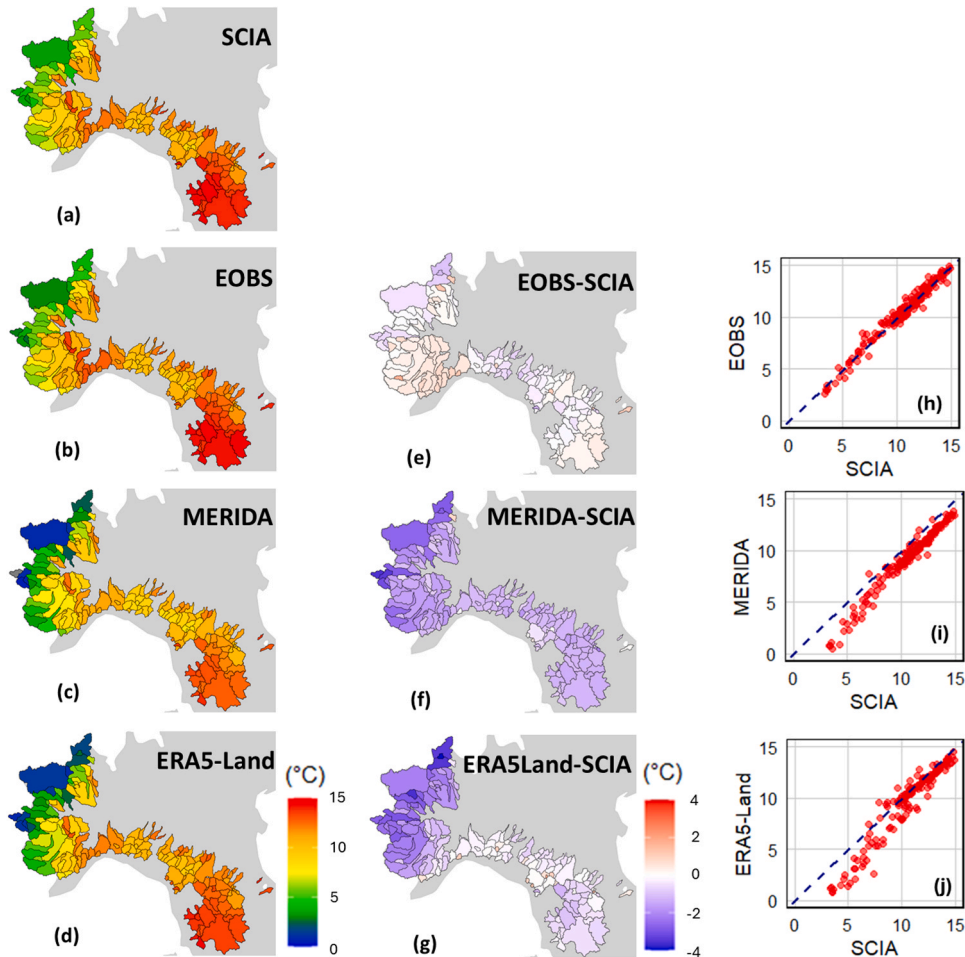 SCIA
(a)
EOBS
(b)
EOBS-SCIA
(e)
15
10
5
0
EOBS
(h)
0 5 10 15
SCIA
MERIDA
(c)
MERIDA-SCIA
(f)
15
10
5
0
MERIDA
(i)
0 5 10 15
SCIA
ERA5-Land
(d)
(°C)
15
10
5
0
ERA5Land-SCIA
(g)
(°C)
4
2
0
-2
-4
15
10
5
0
ERA5-Land
(j)
0 5 10 15
SCIA